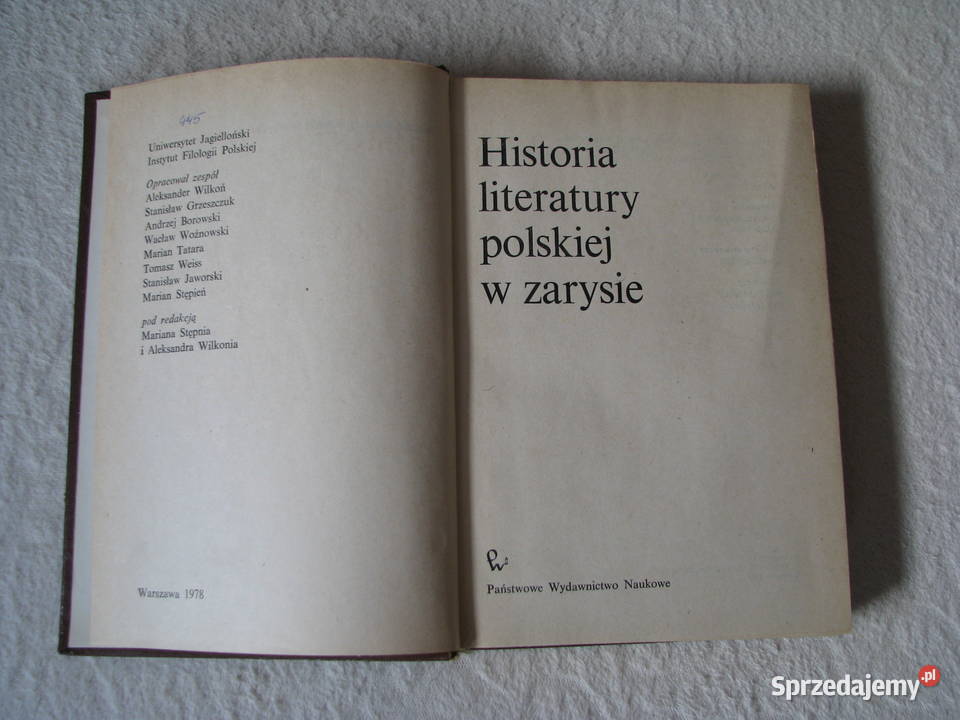 445
Uniwersytet Jagielloński
Instytut Filologii Polskiej
Opracował zespół
Aleksander Wilkoń
Stanisław Grzeszczuk
Andrzej Borowski
Wacław Woźnowski
Marian Tatara
Tomasz Weiss
Stanisław Jaworski
Marian Stępień
pod redakcją
Mariana Stępnia
i Aleksandra Wilkonia
Warszawa 1978
Historia
literatury
polskiej
w zarysie
Państwowe Wydawnictwo Naukowe
Sprzedajemy.pl